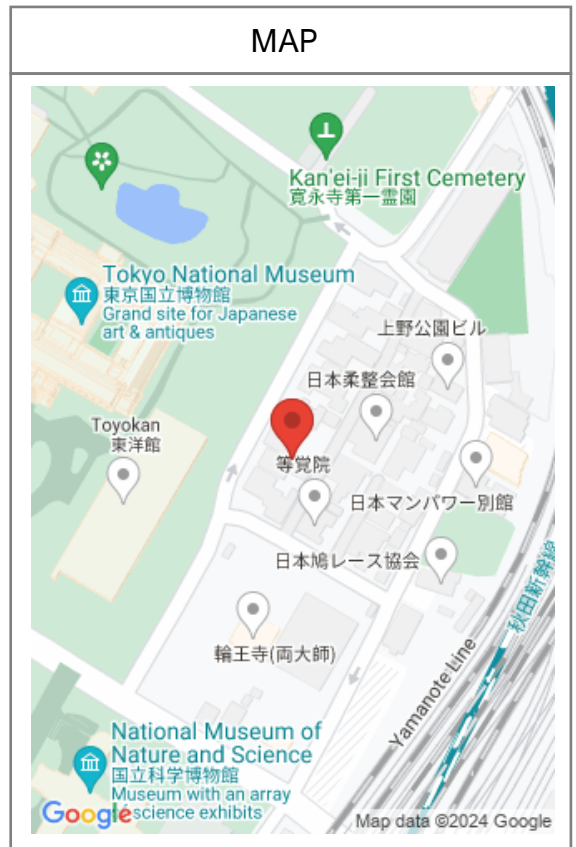 MAP
Kan'ei-ji First Cemetery
寛永寺第一霊園
Tokyo National Museum
東京国立博物館
Grand site for Japanese
art & antiques
上野公園ビル
日本柔整会館
Toyokan
東洋館
等覚院
日本マンパワー別館
日本鳩レース協会
秋田新幹線
輪王寺(両大師)
Yamanote Line
National Museum of
Nature and Science
国立科学博物館
Museum with an array
of science exhibits
Google
Map data ©2024 Google